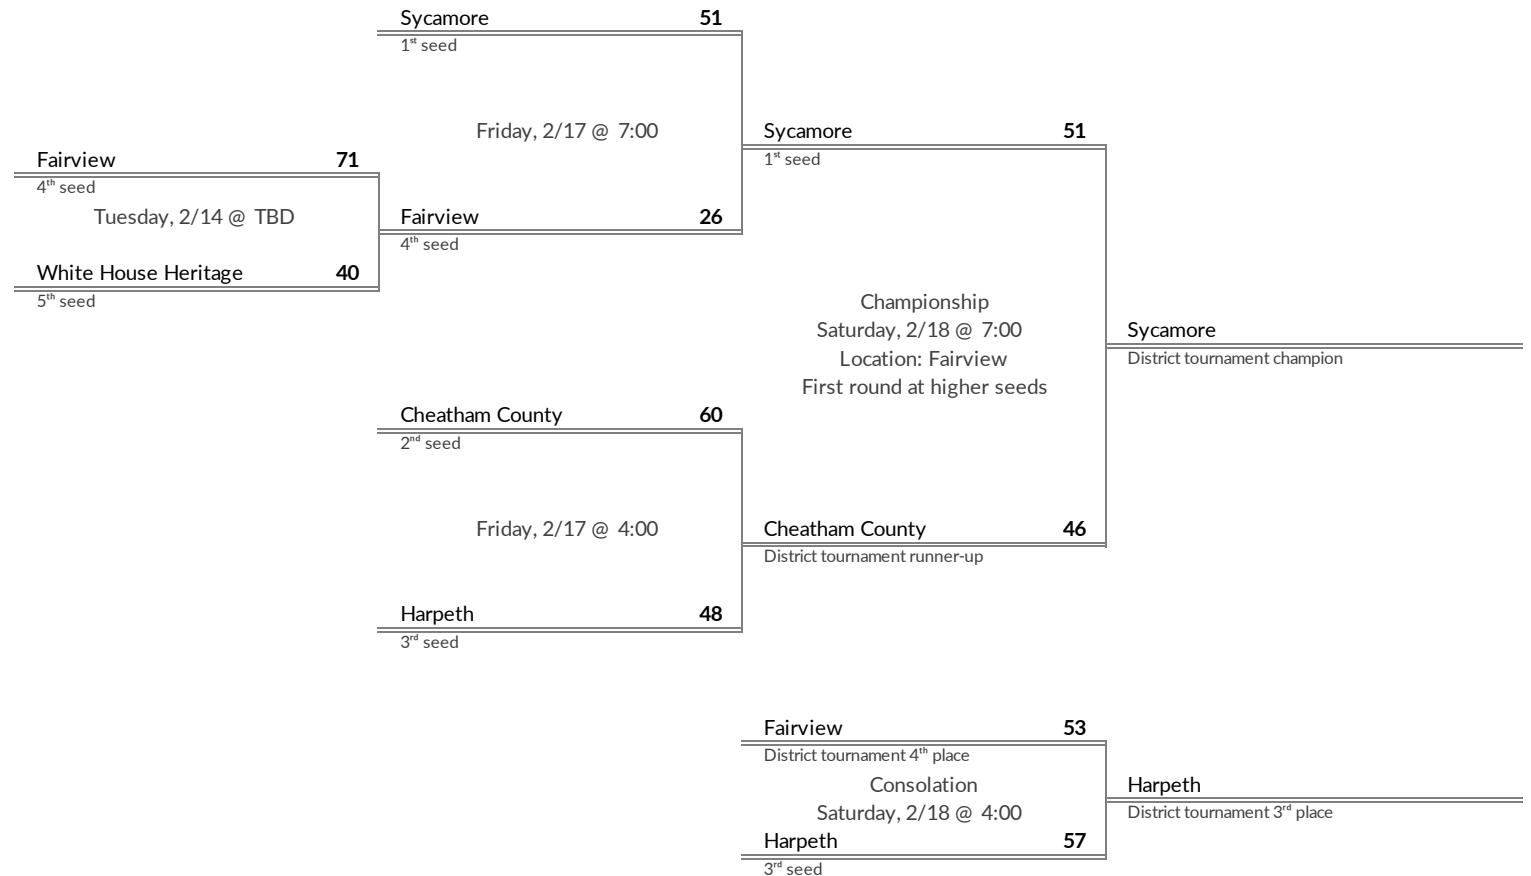 Sycamore 51
1st seed
Friday, 2/17 @ 7:00
Sycamore 51
1st seed
Fairview 71
4th seed
Tuesday, 2/14 @ TBD
Fairview 26
4th seed
White House Heritage 40
5th seed
Championship
Saturday, 2/18 @ 7:00
Location: Fairview
First round at higher seeds
Sycamore
District tournament champion
Cheatham County 60
2nd seed
Friday, 2/17 @ 4:00
Cheatham County 46
District tournament runner-up
Harpeth 48
3rd seed
Fairview 53
District tournament 4th place
Consolation
Saturday, 2/18 @ 4:00
Harpeth
District tournament 3rd place
Harpeth 57
3rd seed